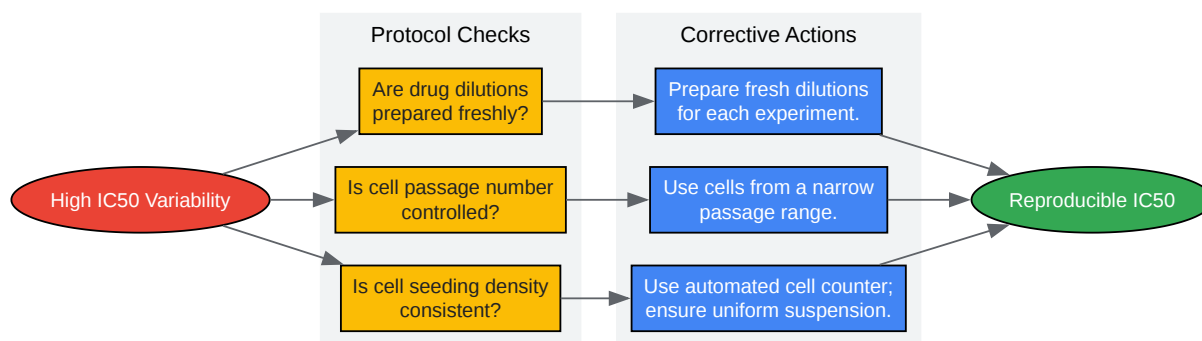 Protocol Checks
Corrective Actions
Are drug dilutions
prepared freshly?
Prepare fresh dilutions
for each experiment.
High IC50 Variability
Is cell passage number
controlled?
Use cells from a narrow
passage range.
Reproducible IC50
Is cell seeding density
consistent?
Use automated cell counter;
ensure uniform suspension.